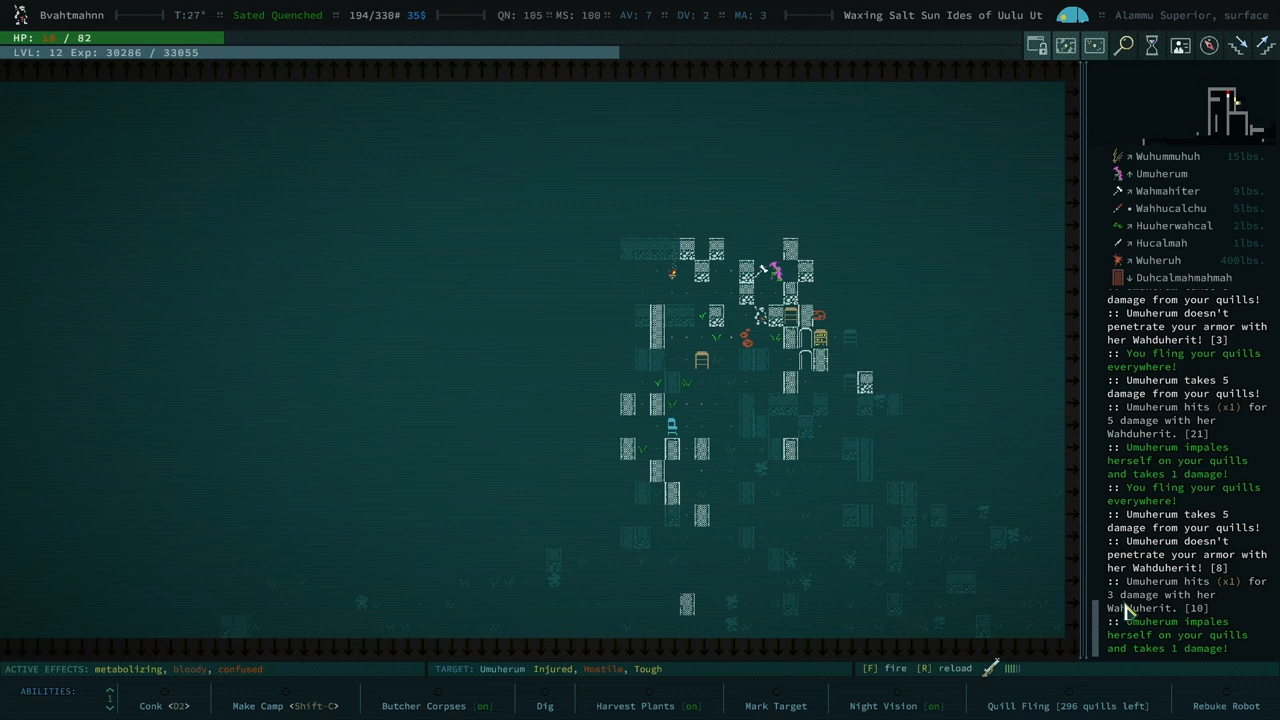 Bvahtmahnn T:27° Sated Quenched 194/330# 35$ QN: 105 MS: 100 AV: 7 DV: 2 MA: 3 Waxing Salt Sun Ides of Uulu Ut Alammu Superior, surface
HP: 10 / 82
LVL: 12 Exp: 30286 / 33055
Wuhummuhuh 15lbs.
Umuherum
Wahmahiter 9lbs.
Wahhucalchu 5lbs.
Huuherwahcal 2lbs.
Hucalmah 1lbs.
Wuheruh 400lbs.
Duhcalmahmahmah
damage from your quills!
:: Umuherum doesn't
penetrate your armor with
her Wahduherit! [3]
:: You fling your quills
everywhere!
:: Umuherum takes 5
damage from your quills!
:: Umuherum hits (x1) for
5 damage with her
Wahduherit. [21]
:: Umuherum impales
herself on your quills
and takes 1 damage!
:: You fling your quills
everywhere!
:: Umuherum takes 5
damage from your quills!
:: Umuherum doesn't
penetrate your armor with
her Wahduherit! [8]
:: Umuherum hits (x1) for
3 damage with her
Wahduherit. [10]
:: Umuherum impales
herself on your quills
and takes 1 damage!
ACTIVE EFFECTS: metabolizing, bloody, confused
TARGET: Umuherum Injured, Hostile, Tough
[F] fire [R] reload
ABILITIES: 1 Conk <D2> Make Camp <Shift-C> Butcher Corpses [on] Dig Harvest Plants [on] Mark Target Night Vision [on] Quill Fling [296 quills left] Rebuke Robot